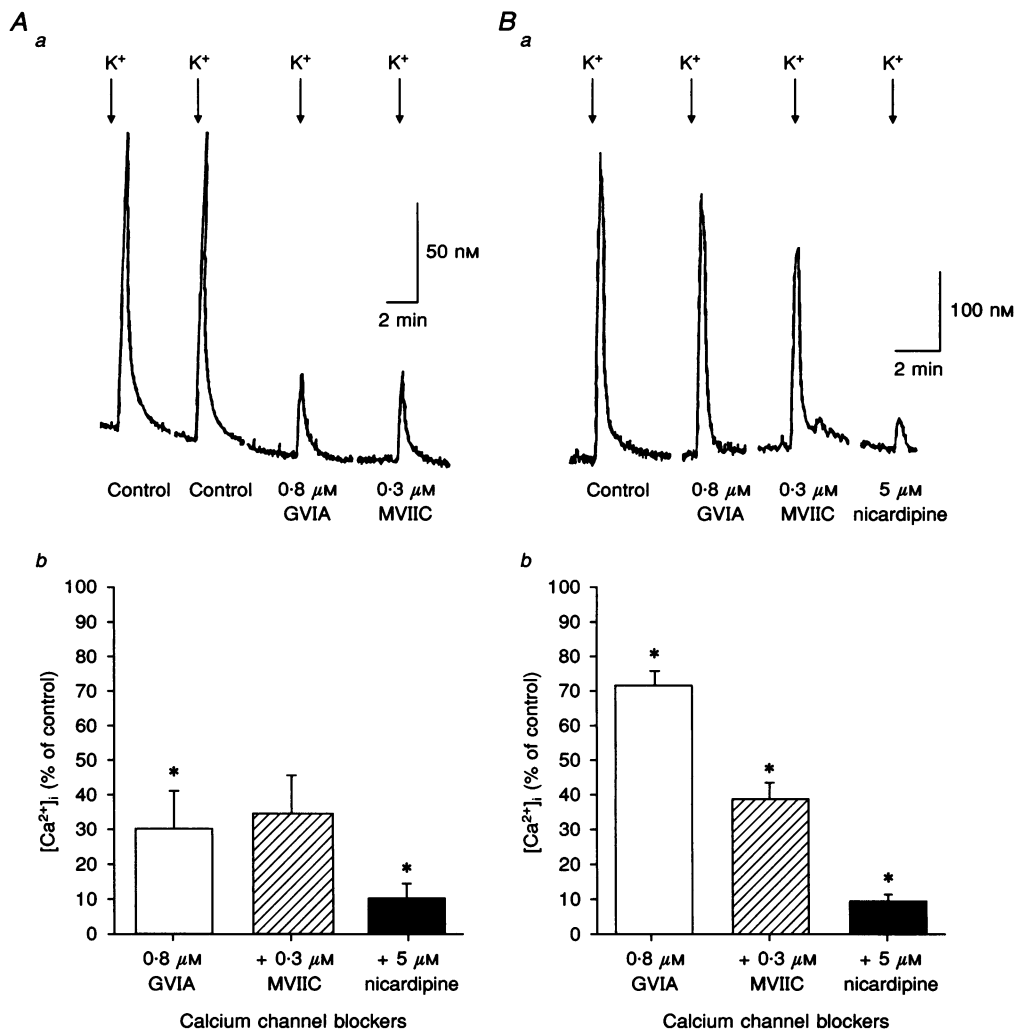 A
a
K⁺ K⁺ K⁺ K⁺
50 nM
2 min
Control Control 0·8 μM 0·3 μM
GVIA MVIIC
B
a
K⁺ K⁺ K⁺ K⁺
100 nM
2 min
Control 0·8 μM 0·3 μM 5 μM
GVIA MVIIC nicardipine
b
100
90
80
70
60
50
40
30
20
10
0
[Ca²⁺]ᵢ (% of control)
* *
0·8 μM + 0·3 μM + 5 μM
GVIA MVIIC nicardipine
Calcium channel blockers
b
100
90
80
70
60
50
40
30
20
10
0
[Ca²⁺]ᵢ (% of control)
* * *
0·8 μM + 0·3 μM + 5 μM
GVIA MVIIC nicardipine
Calcium channel blockers